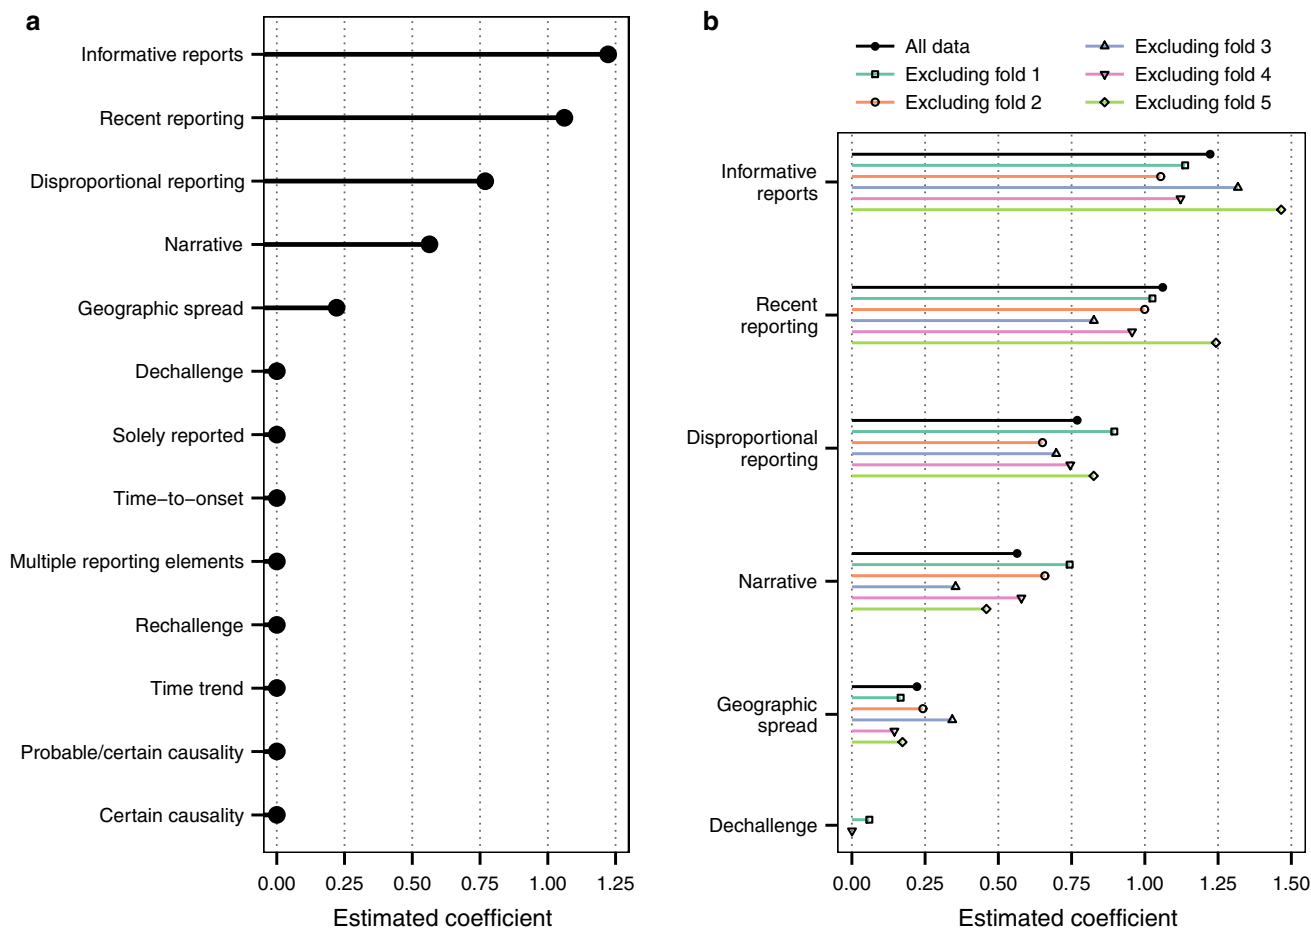 a
Informative reports
Recent reporting
Disproportional reporting
Narrative
Geographic spread
Dechallenge
Solely reported
Time−to−onset
Multiple reporting elements
Rechallenge
Time trend
Probable/certain causality
Certain causality
0.00 0.25 0.50 0.75 1.00 1.25
Estimated coefficient
b
All data
Excluding fold 1
Excluding fold 2
Excluding fold 3
Excluding fold 4
Excluding fold 5
Informative
reports
Recent
reporting
Disproportional
reporting
Narrative
Geographic
spread
Dechallenge
0.00 0.25 0.50 0.75 1.00 1.25 1.50
Estimated coefficient